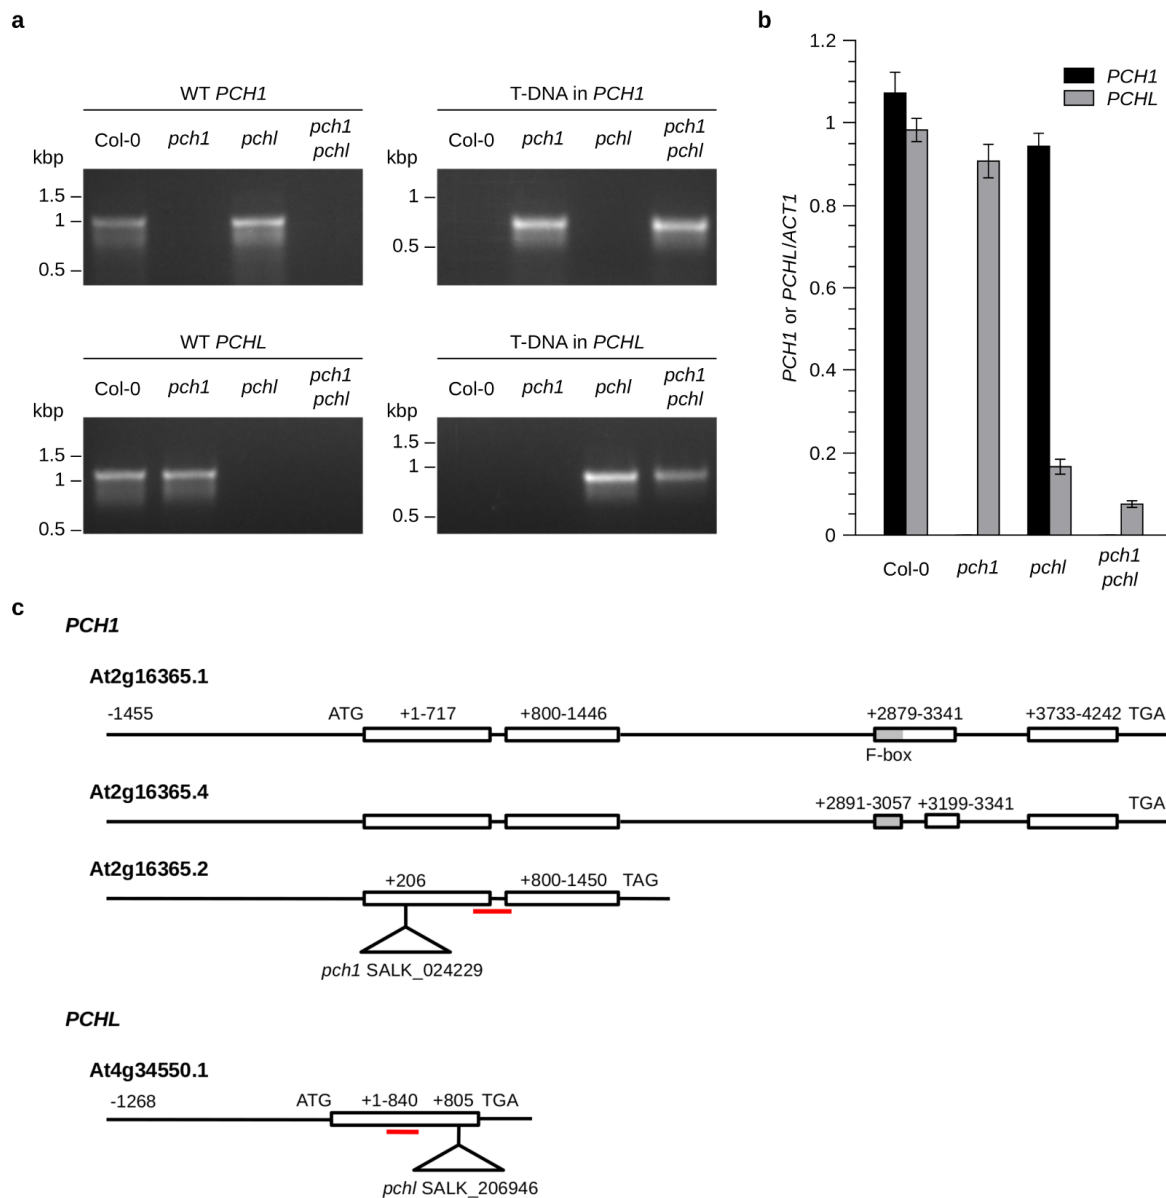 a
WT PCH1
Col-0 pch1 pchl pch1 pchl
kbp
1.5
1
0.5
T-DNA in PCH1
Col-0 pch1 pchl pch1 pchl
kbp
1
0.5
WT PCHL
Col-0 pch1 pchl pch1 pchl
kbp
1.5
1
0.5
T-DNA in PCHL
Col-0 pch1 pchl pch1 pchl
kbp
1.5
1
0.5
b
PCH1 or PCHL/ACT1
1.2
1
0.8
0.6
0.4
0.2
0
PCH1
PCHL
Col-0 pch1 pchl pch1 pchl
c
PCH1
At2g16365.1
-1455 ATG +1-717 +800-1446 +2879-3341 +3733-4242 TGA
F-box
At2g16365.4
+2891-3057 +3199-3341 TGA
At2g16365.2
+206 +800-1450 TAG
pch1 SALK_024229
PCHL
At4g34550.1
-1268 ATG +1-840 +805 TGA
pchl SALK_206946